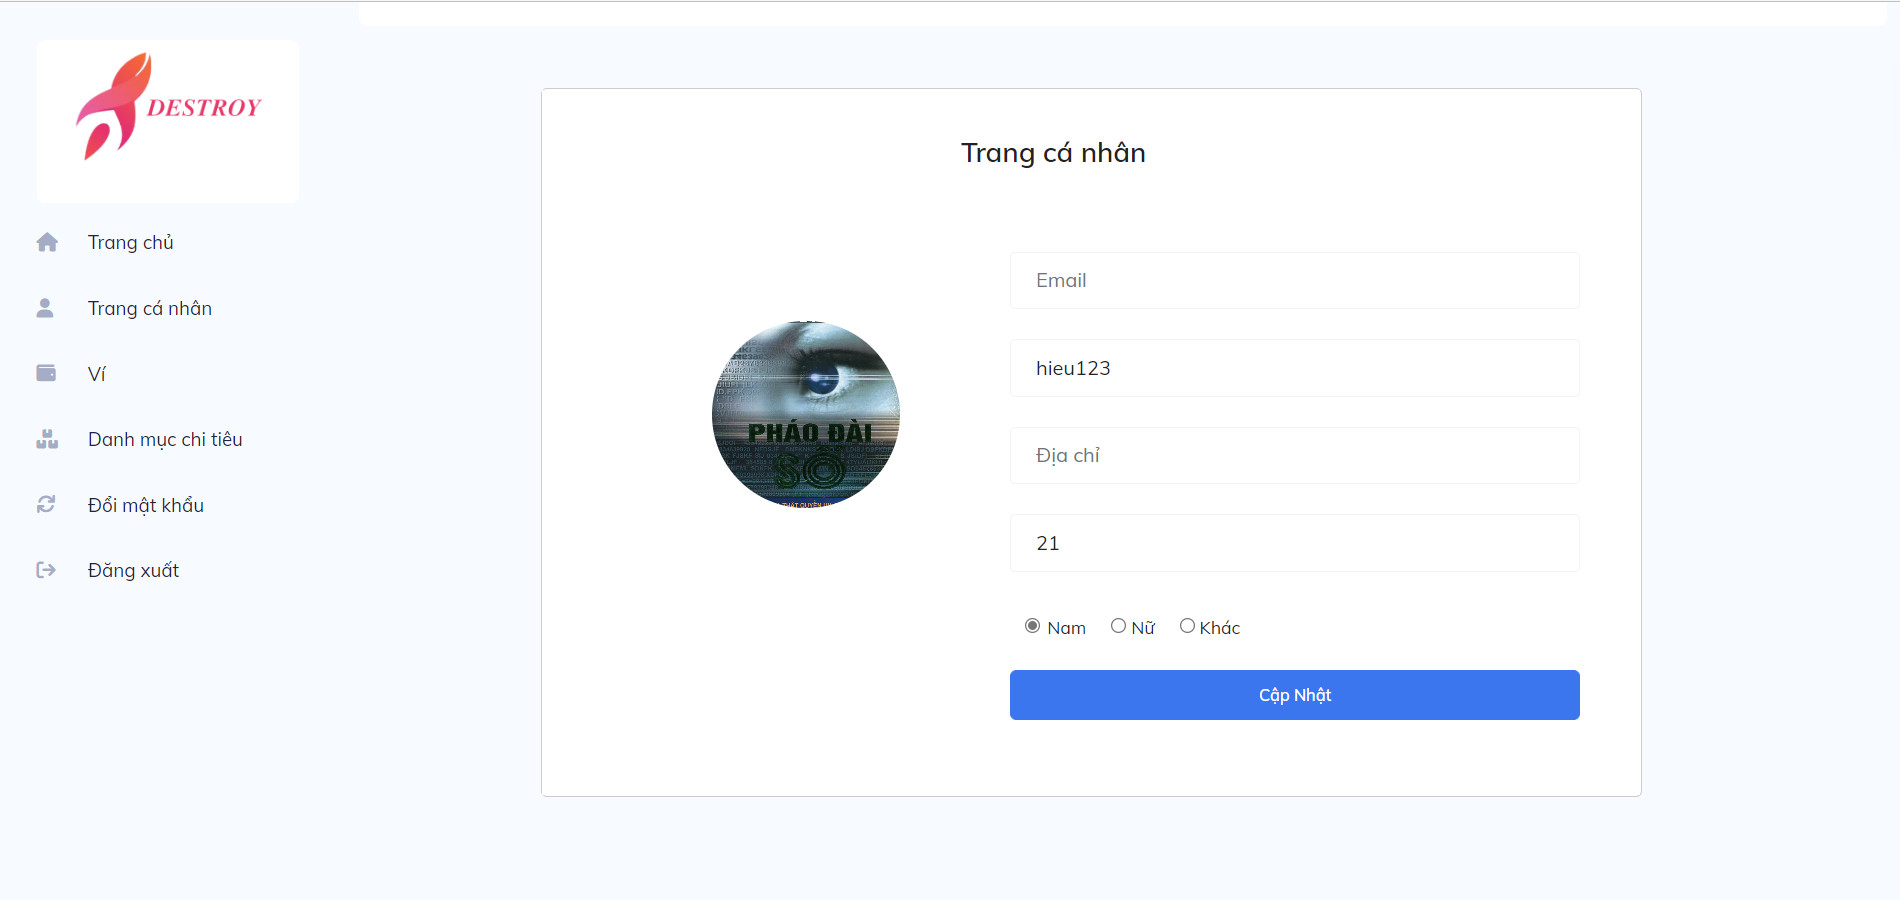 DESTROY
Trang chủ
Trang cá nhân
Ví
Danh mục chi tiêu
Đổi mật khẩu
Đăng xuất
Trang cá nhân
PHÁO ĐÀI
SỐ
Email
hieu123
Địa chỉ
21
Nam
Nữ
Khác
Cập Nhật